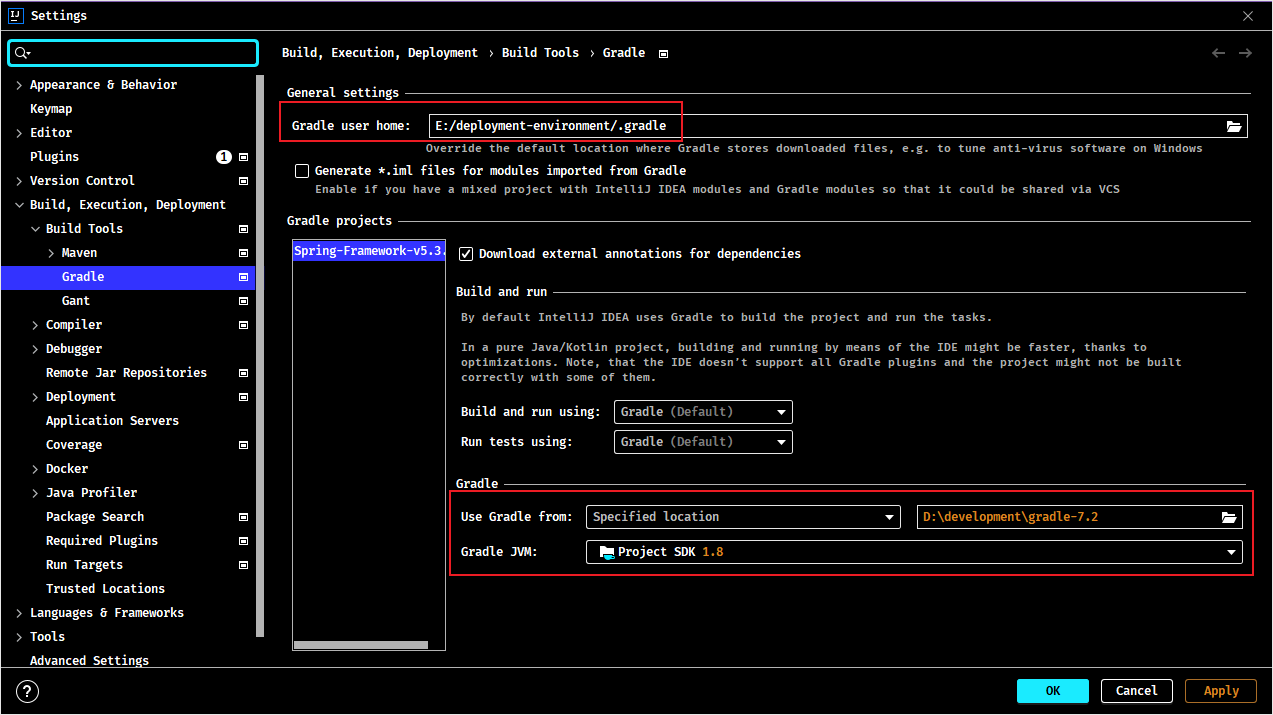 IJ Settings
Build, Execution, Deployment › Build Tools › Gradle
Appearance & Behavior
Keymap
Editor
Plugins 1
Version Control
Build, Execution, Deployment
Build Tools
Maven
Gradle
Gant
Compiler
Debugger
Remote Jar Repositories
Deployment
Application Servers
Coverage
Docker
Java Profiler
Package Search
Required Plugins
Run Targets
Trusted Locations
Languages & Frameworks
Tools
Advanced Settings
General settings
Gradle user home: E:/deployment-environment/.gradle
Override the default location where Gradle stores downloaded files, e.g. to tune anti-virus software on Windows
Generate *.iml files for modules imported from Gradle
Enable if you have a mixed project with IntelliJ IDEA modules and Gradle modules so that it could be shared via VCS
Gradle projects
Spring-Framework-v5.3.
Download external annotations for dependencies
Build and run
By default IntelliJ IDEA uses Gradle to build the project and run the tasks.
In a pure Java/Kotlin project, building and running by means of the IDE might be faster, thanks to
optimizations. Note, that the IDE doesn't support all Gradle plugins and the project might not be built
correctly with some of them.
Build and run using: Gradle (Default)
Run tests using: Gradle (Default)
Gradle
Use Gradle from: Specified location D:\development\gradle-7.2
Gradle JVM: Project SDK 1.8
? OK Cancel Apply